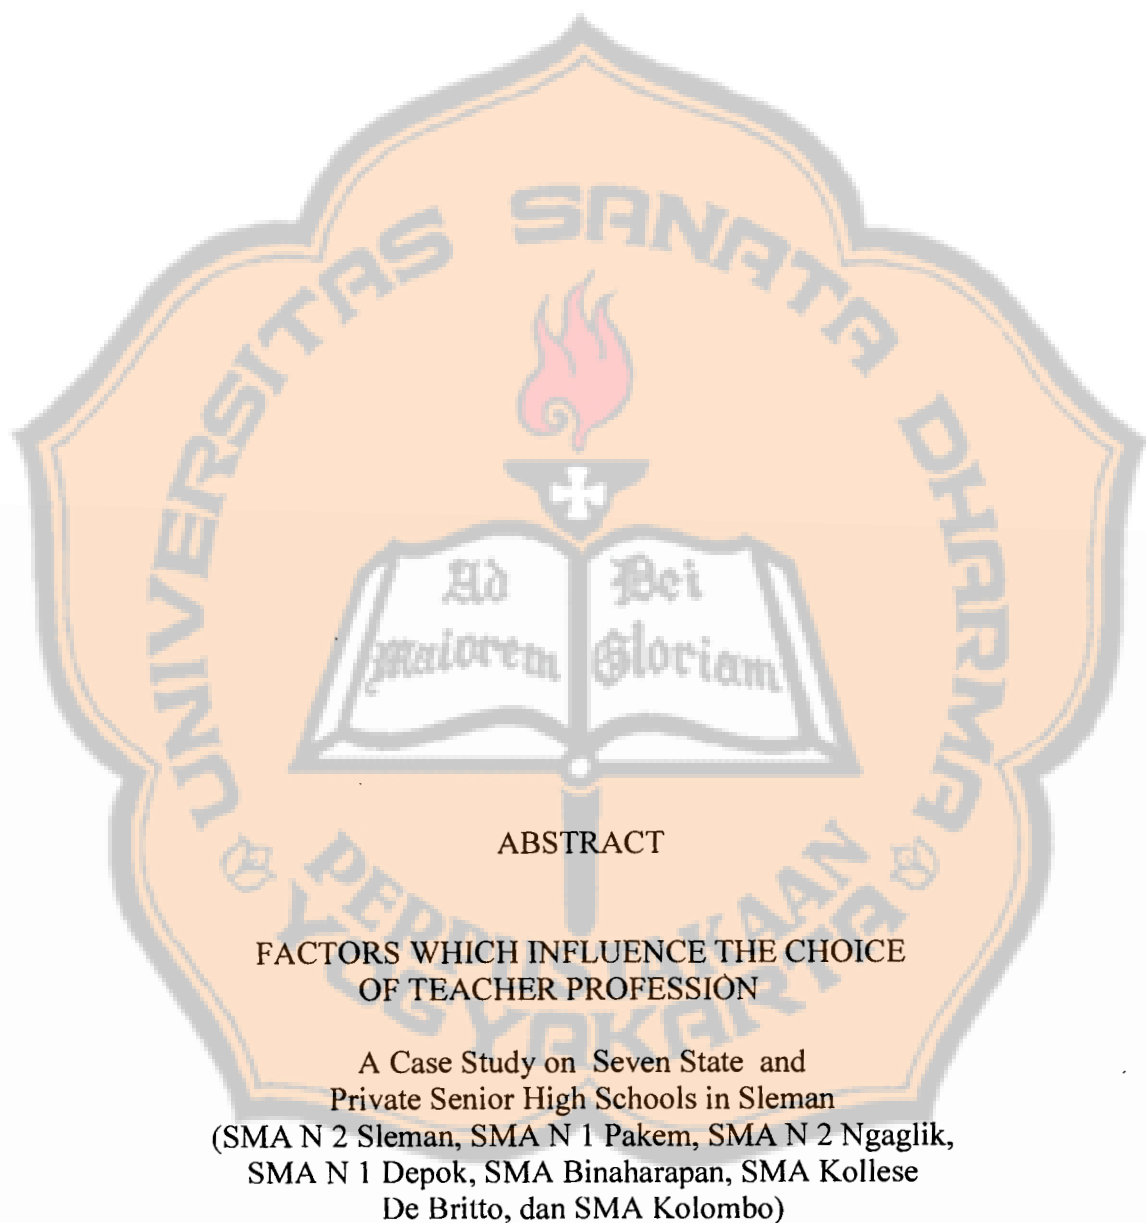 UNIVERSITAS SANATA DHARMA
Ad Dei
Maiorem Gloriam
ABSTRACT
PERPUSTAKAAN
FACTORS WHICH INFLUENCE THE CHOICE
OF TEACHER PROFESSION
YOGYAKARTA
A Case Study on Seven State and
Private Senior High Schools in Sleman
(SMA N 2 Sleman, SMA N 1 Pakem, SMA N 2 Ngaglik,
SMA N 1 Depok, SMA Binaharapan, SMA Kollese
De Britto, dan SMA Kolombo)